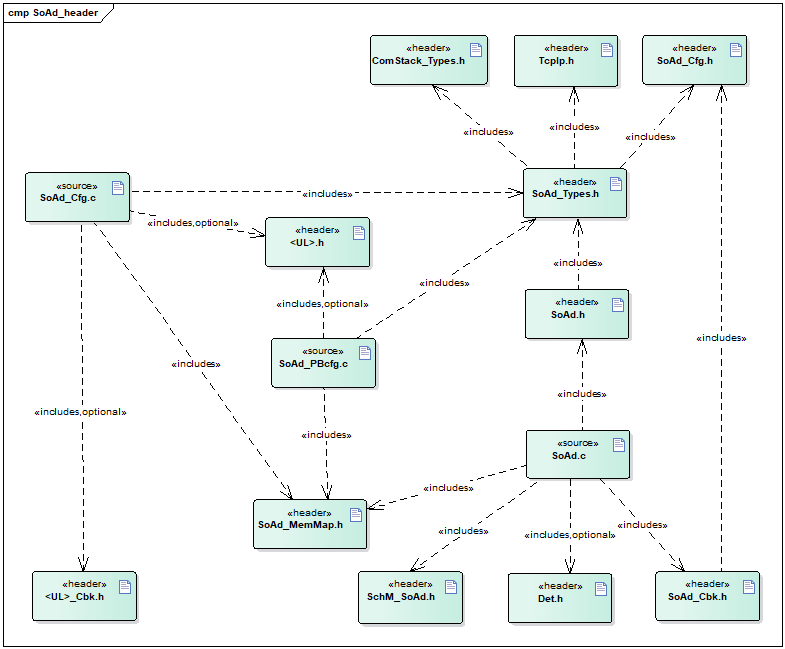 cmp SoAd_header
«header»
ComStack_Types.h
«header»
TcpIp.h
«header»
SoAd_Cfg.h
«includes»
«includes»
«includes»
«source»
SoAd_Cfg.c
«includes»
«header»
SoAd_Types.h
«includes,optional»
«header»
<UL>.h
«includes»
«includes»
«includes,optional»
«header»
SoAd.h
«includes»
«source»
SoAd_PBcfg.c
«includes»
«includes»
«includes,optional»
«includes»
«source»
SoAd.c
«includes»
«header»
SoAd_MemMap.h
«includes»
«includes,optional»
«includes»
«header»
<UL>_Cbk.h
«header»
SchM_SoAd.h
«header»
Det.h
«header»
SoAd_Cbk.h